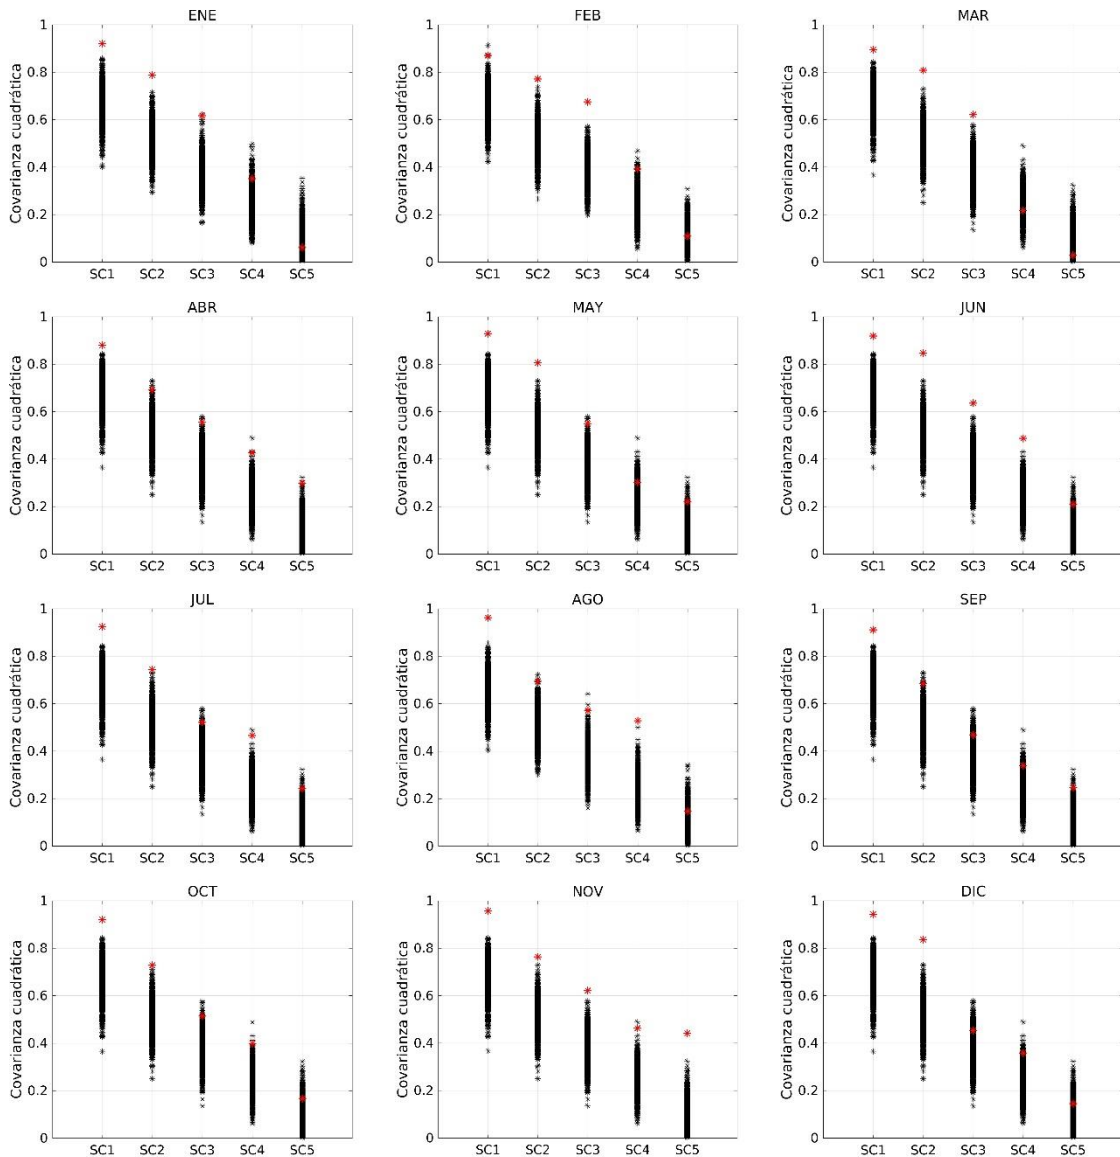 ENE FEB MAR
1 1 1
0.8 0.8 0.8
0.6 0.6 0.6
0.4 0.4 0.4
0.2 0.2 0.2
0 0 0
Covarianza cuadrática Covarianza cuadrática Covarianza cuadrática
SC1 SC2 SC3 SC4 SC5 SC1 SC2 SC3 SC4 SC5 SC1 SC2 SC3 SC4 SC5
ABR MAY JUN
1 1 1
0.8 0.8 0.8
0.6 0.6 0.6
0.4 0.4 0.4
0.2 0.2 0.2
0 0 0
Covarianza cuadrática Covarianza cuadrática Covarianza cuadrática
SC1 SC2 SC3 SC4 SC5 SC1 SC2 SC3 SC4 SC5 SC1 SC2 SC3 SC4 SC5
JUL AGO SEP
1 1 1
0.8 0.8 0.8
0.6 0.6 0.6
0.4 0.4 0.4
0.2 0.2 0.2
0 0 0
Covarianza cuadrática Covarianza cuadrática Covarianza cuadrática
SC1 SC2 SC3 SC4 SC5 SC1 SC2 SC3 SC4 SC5 SC1 SC2 SC3 SC4 SC5
OCT NOV DIC
1 1 1
0.8 0.8 0.8
0.6 0.6 0.6
0.4 0.4 0.4
0.2 0.2 0.2
0 0 0
Covarianza cuadrática Covarianza cuadrática Covarianza cuadrática
SC1 SC2 SC3 SC4 SC5 SC1 SC2 SC3 SC4 SC5 SC1 SC2 SC3 SC4 SC5